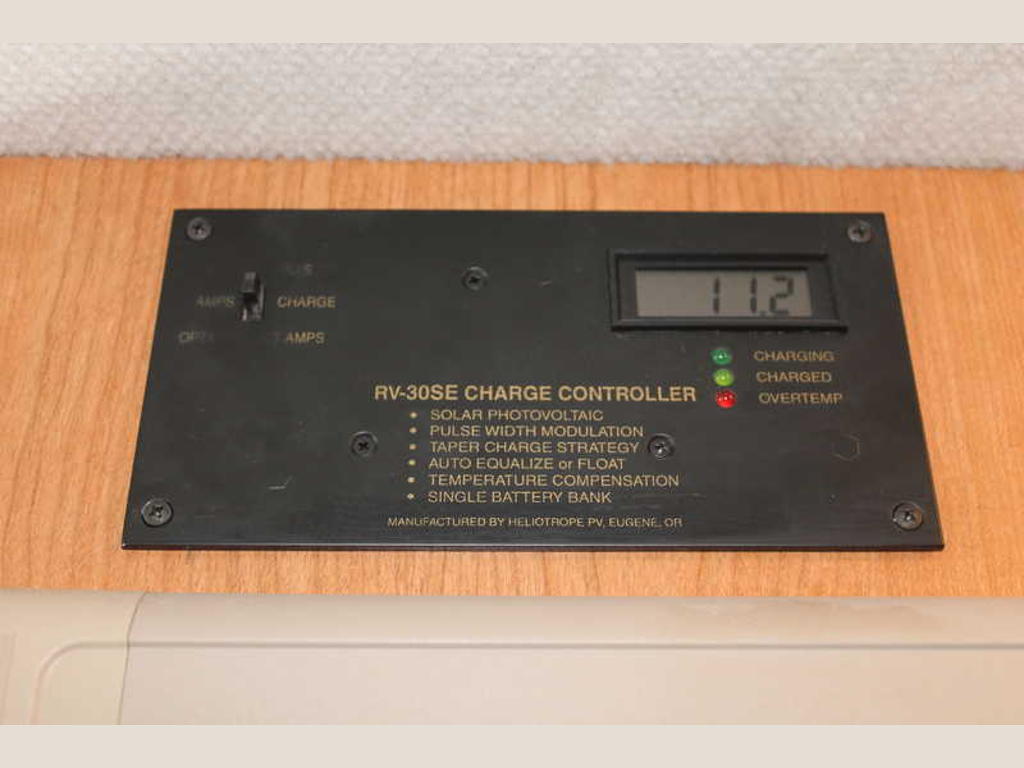 11.2
AMPS CHARGE
AMPS
CHARGING
CHARGED
OVERTEMP
RV-30SE CHARGE CONTROLLER
• SOLAR PHOTOVOLTAIC
• PULSE WIDTH MODULATION
• TAPER CHARGE STRATEGY
• AUTO EQUALIZE or FLOAT
• TEMPERATURE COMPENSATION
• SINGLE BATTERY BANK
MANUFACTURED BY HELIOTROPE PV, EUGENE, OR